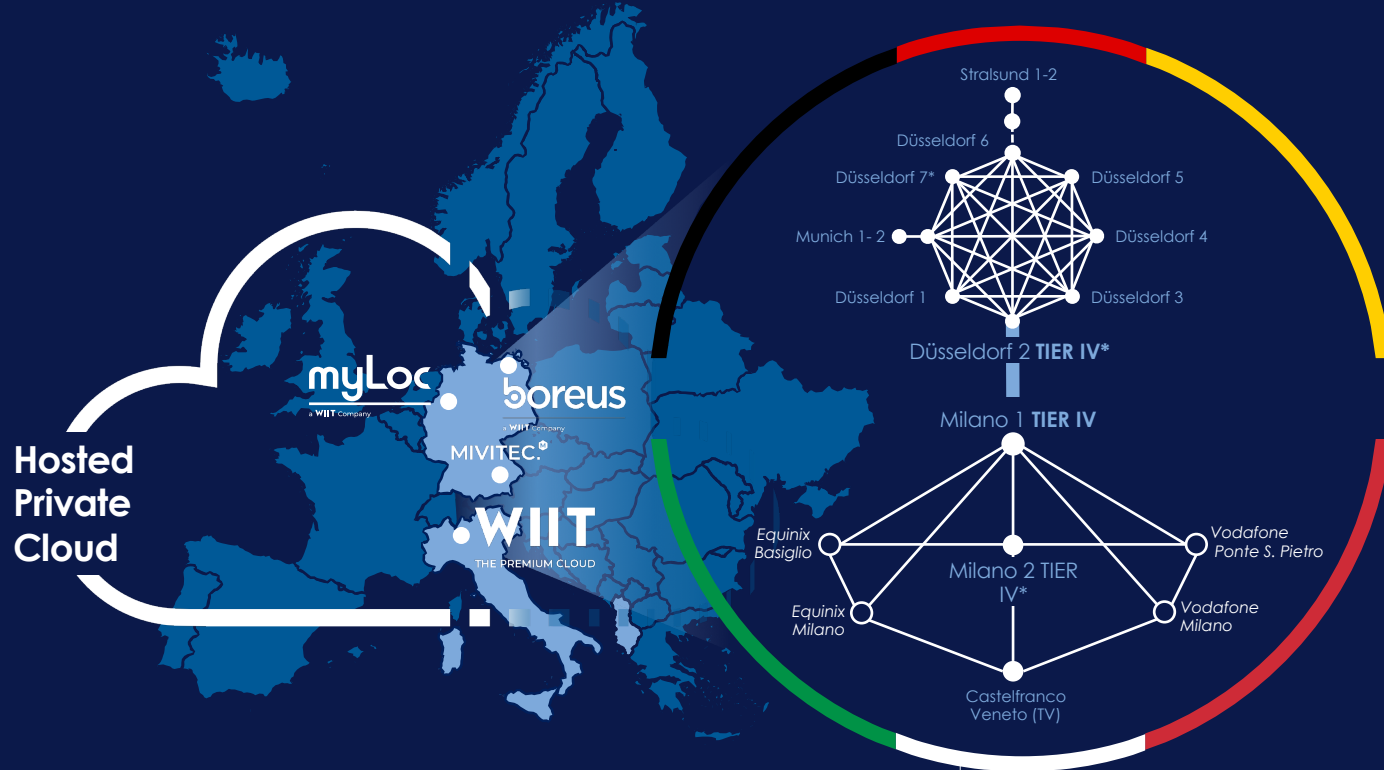 Hosted
Private
Cloud
myLoc
a WIIT Company
boreus
a WIIT Company
MIVITEC.
M
WIIT
THE PREMIUM CLOUD
Stralsund 1-2
Düsseldorf 6
Düsseldorf 7*
Düsseldorf 5
Munich 1- 2
Düsseldorf 4
Düsseldorf 1
Düsseldorf 3
Düsseldorf 2 TIER IV*
Milano 1 TIER IV
Equinix
Basiglio
Vodafone
Ponte S. Pietro
Milano 2 TIER
IV*
Equinix
Milano
Vodafone
Milano
Castelfranco
Veneto (TV)